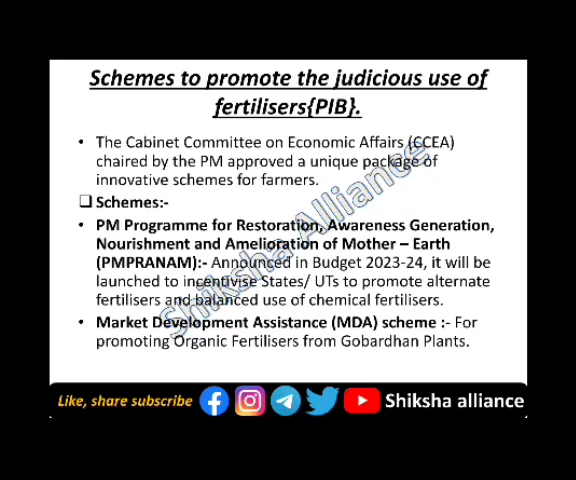 Schemes to promote the judicious use of
fertilisers{PIB}.
• The Cabinet Committee on Economic Affairs (CCEA)
chaired by the PM approved a unique package of
innovative schemes for farmers.
❑ Schemes:-
• PM Programme for Restoration, Awareness Generation,
Nourishment and Amelioration of Mother – Earth
(PMPRANAM):- Announced in Budget 2023-24, it will be
launched to incentivise States/ UTs to promote alternate
fertilisers and balanced use of chemical fertilisers.
• Market Development Assistance (MDA) scheme :- For
promoting Organic Fertilisers from Gobardhan Plants.
Shiksha Alliance
Like, share subscribe
Shiksha alliance